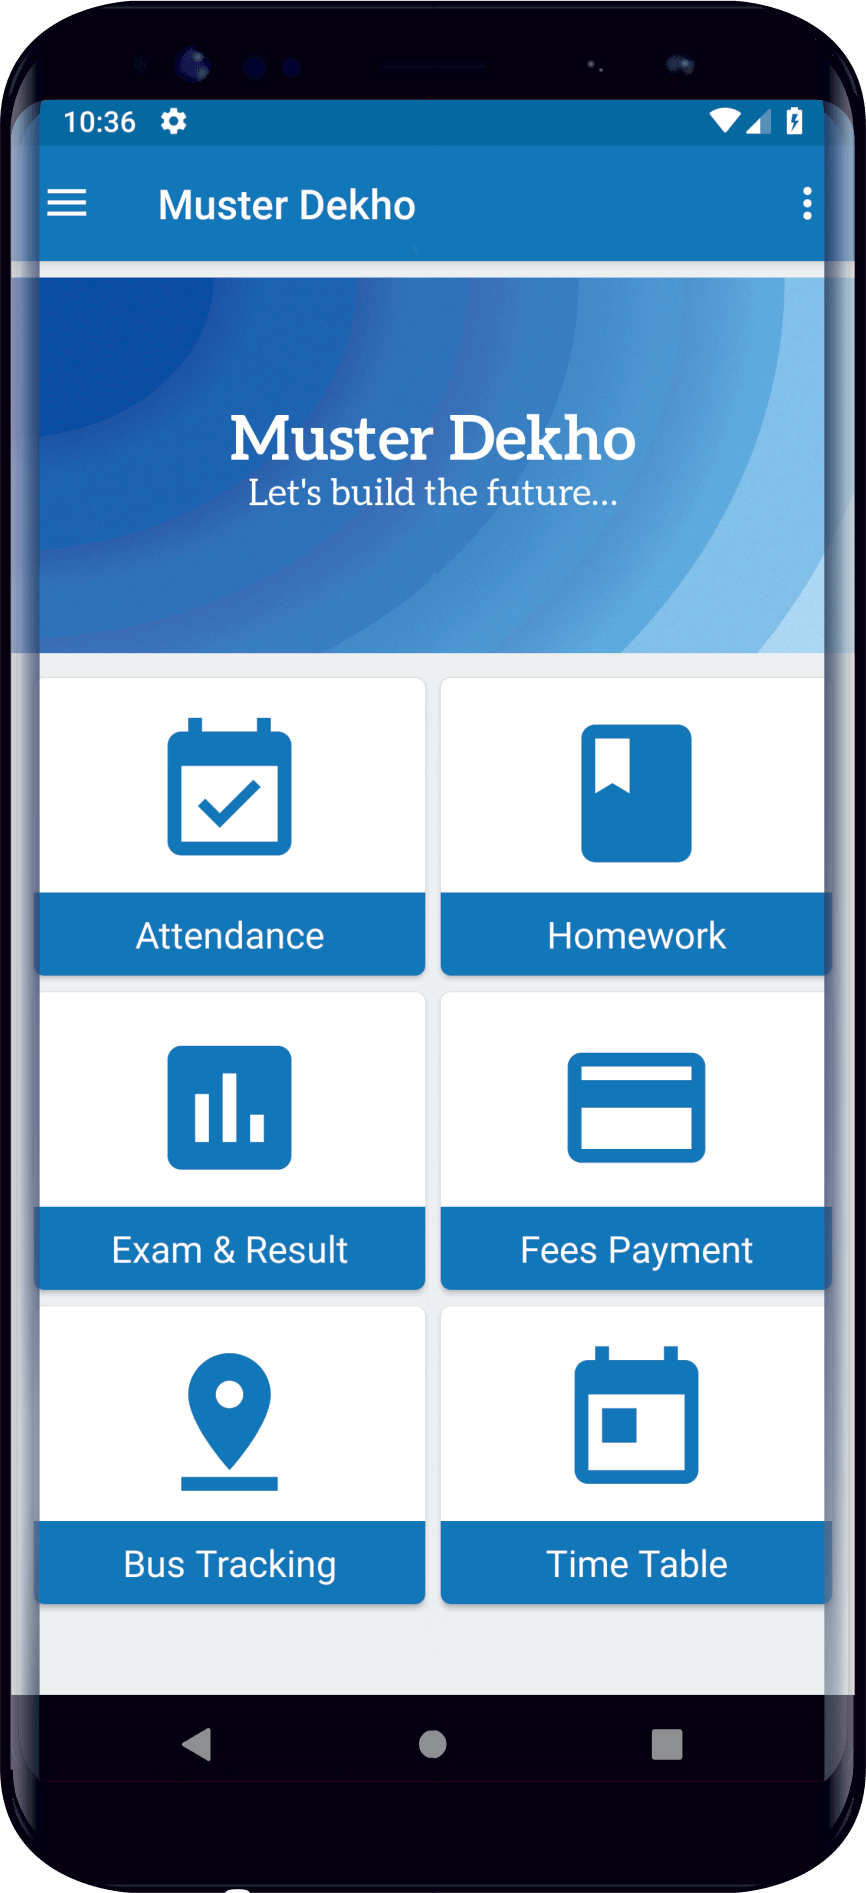 10:36
Muster Dekho
Muster Dekho
Let's build the future...
Attendance
Homework
Exam & Result
Fees Payment
Bus Tracking
Time Table